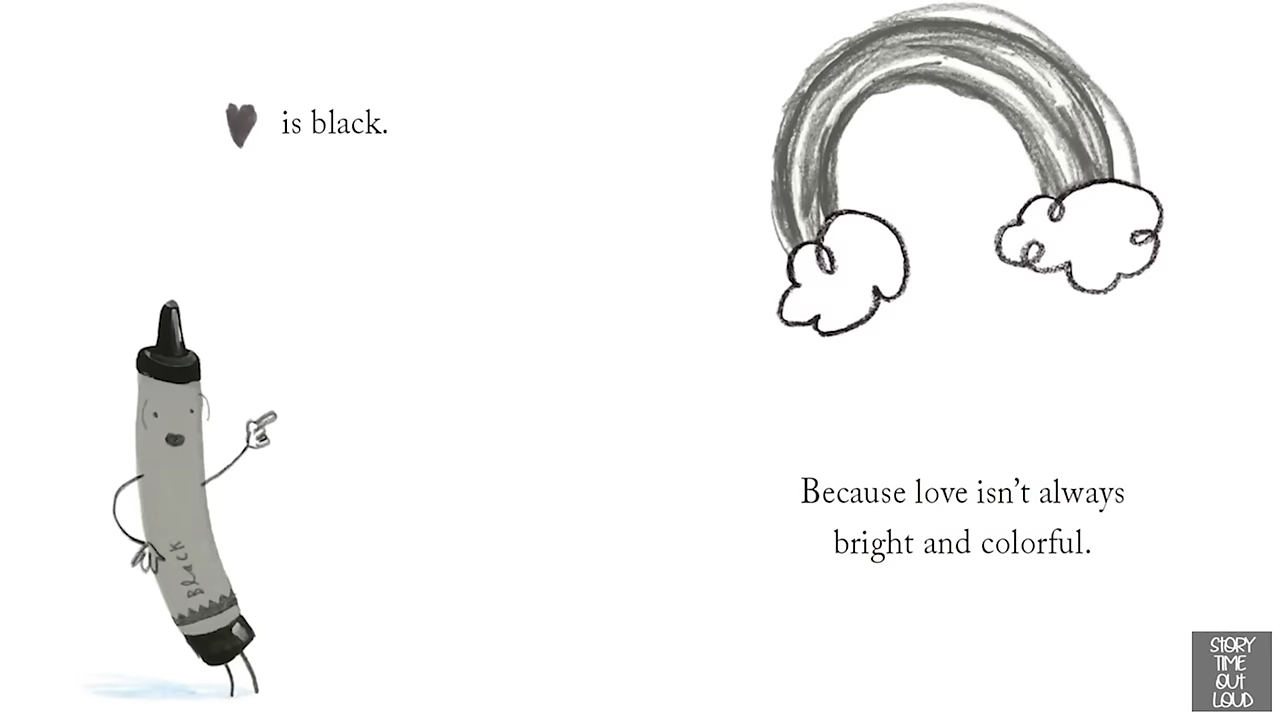 is black.
Black
Because love isn't always
bright and colorful.
STORY
TIME
OUT
LOUD